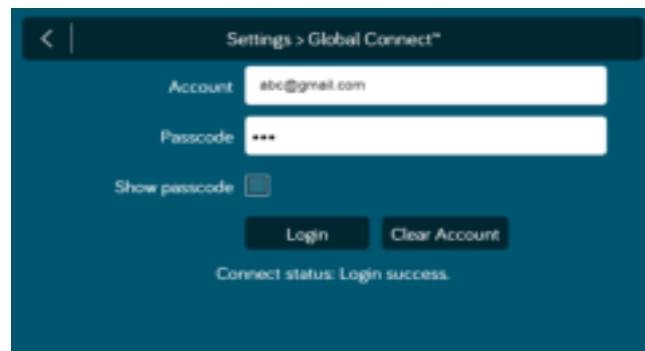 Settings > Global Connect™
Account abc@gmail.com
Passcode •••
Show passcode
Login Clear Account
Connect status: Login success.